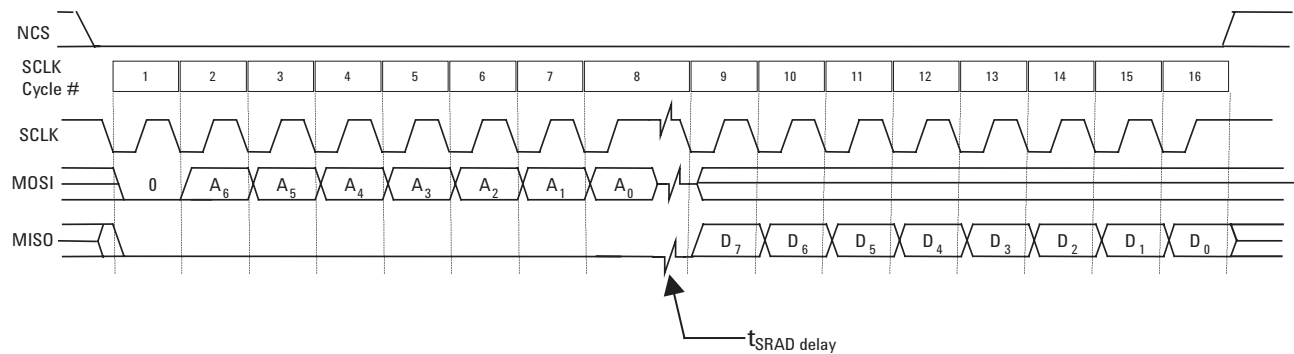 NCS
SCLK
Cycle #
1 2 3 4 5 6 7 8 9 10 11 12 13 14 15 16
SCLK
MOSI 0 A6 A5 A4 A3 A2 A1 A0
MISO D7 D6 D5 D4 D3 D2 D1 D0
tSRAD delay